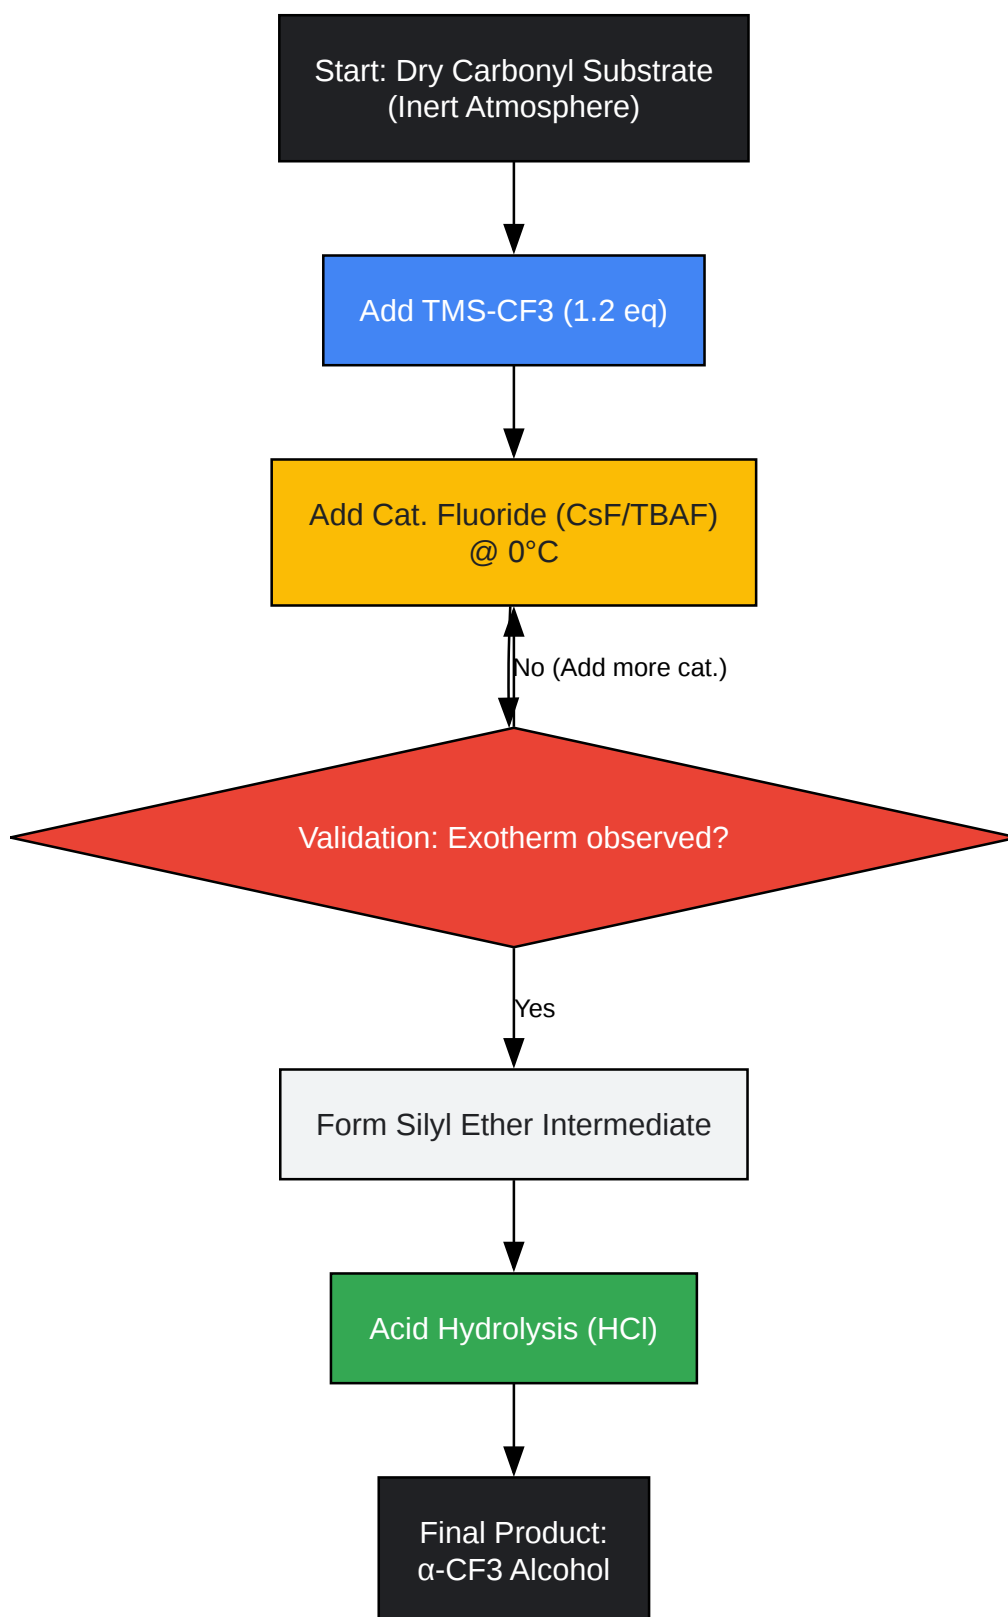 Start: Dry Carbonyl Substrate
(Inert Atmosphere)
Add TMS-CF3 (1.2 eq)
Add Cat. Fluoride (CsF/TBAF)
@ 0°C
No (Add more cat.)
Validation: Exotherm observed?
Yes
Form Silyl Ether Intermediate
Acid Hydrolysis (HCl)
Final Product:
α-CF3 Alcohol